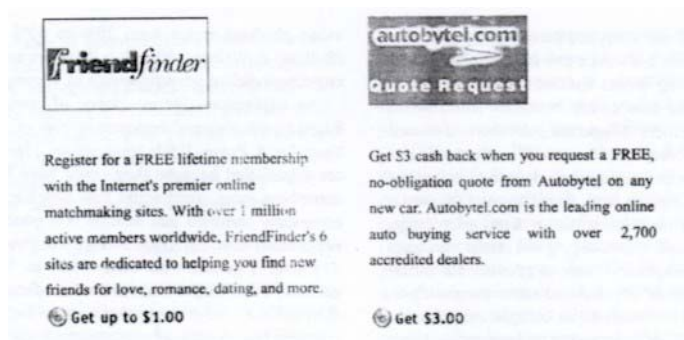 Friendfinder
Register for a FREE lifetime membership
with the Internet's premier online
matchmaking sites. With over 1 million
active members worldwide, FriendFinder's 6
sites are dedicated to helping you find new
friends for love, romance, dating, and more.
Get up to $1.00
autobytel.com
Quote Request
Get $3 cash back when you request a FREE,
no-obligation quote from Autobytel on any
new car. Autobytel.com is the leading online
auto buying service with over 2,700
accredited dealers.
Get $3.00